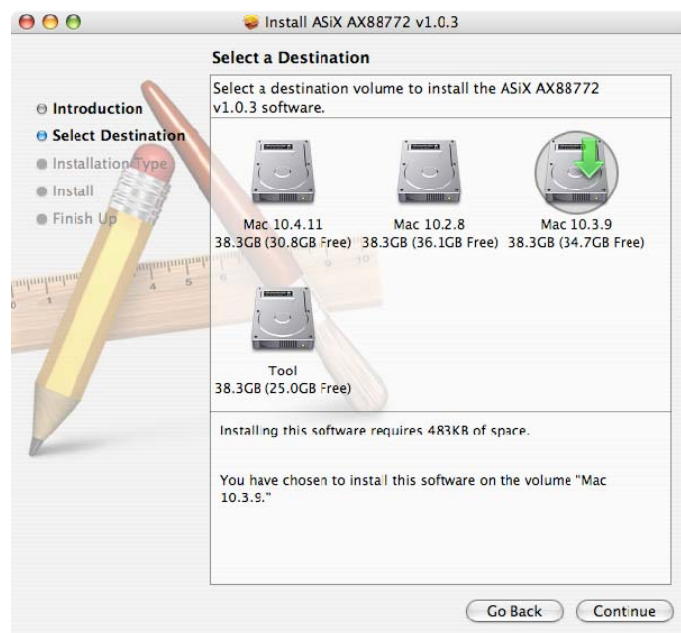 Install ASiX AX88772 v1.0.3
Select a Destination
Introduction
Select Destination
Installation Type
Install
Finish Up
Select a destination volume to install the ASiX AX88772
v1.0.3 software.
Mac 10.4.11
38.3GB (30.8GB Free)
Mac 10.2.8
38.3GB (36.1GB Free)
Mac 10.3.9
38.3GB (34.7GB Free)
Tool
38.3GB (25.0GB Free)
Installing this software requires 483KB of space.
You have chosen to install this software on the volume "Mac
10.3.9."
Go Back
Continue